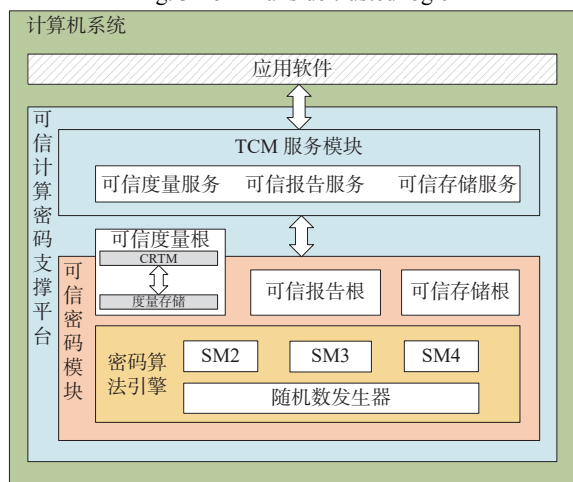 计算机系统
应用软件
可信计算密码支撑平台
TCM 服务模块
可信度量服务 可信报告服务 可信存储服务
可信密码模块
可信度量根
CRTM
度量存储
可信报告根
可信存储根
密码算
法引擎
SM2 SM3 SM4
随机数发生器